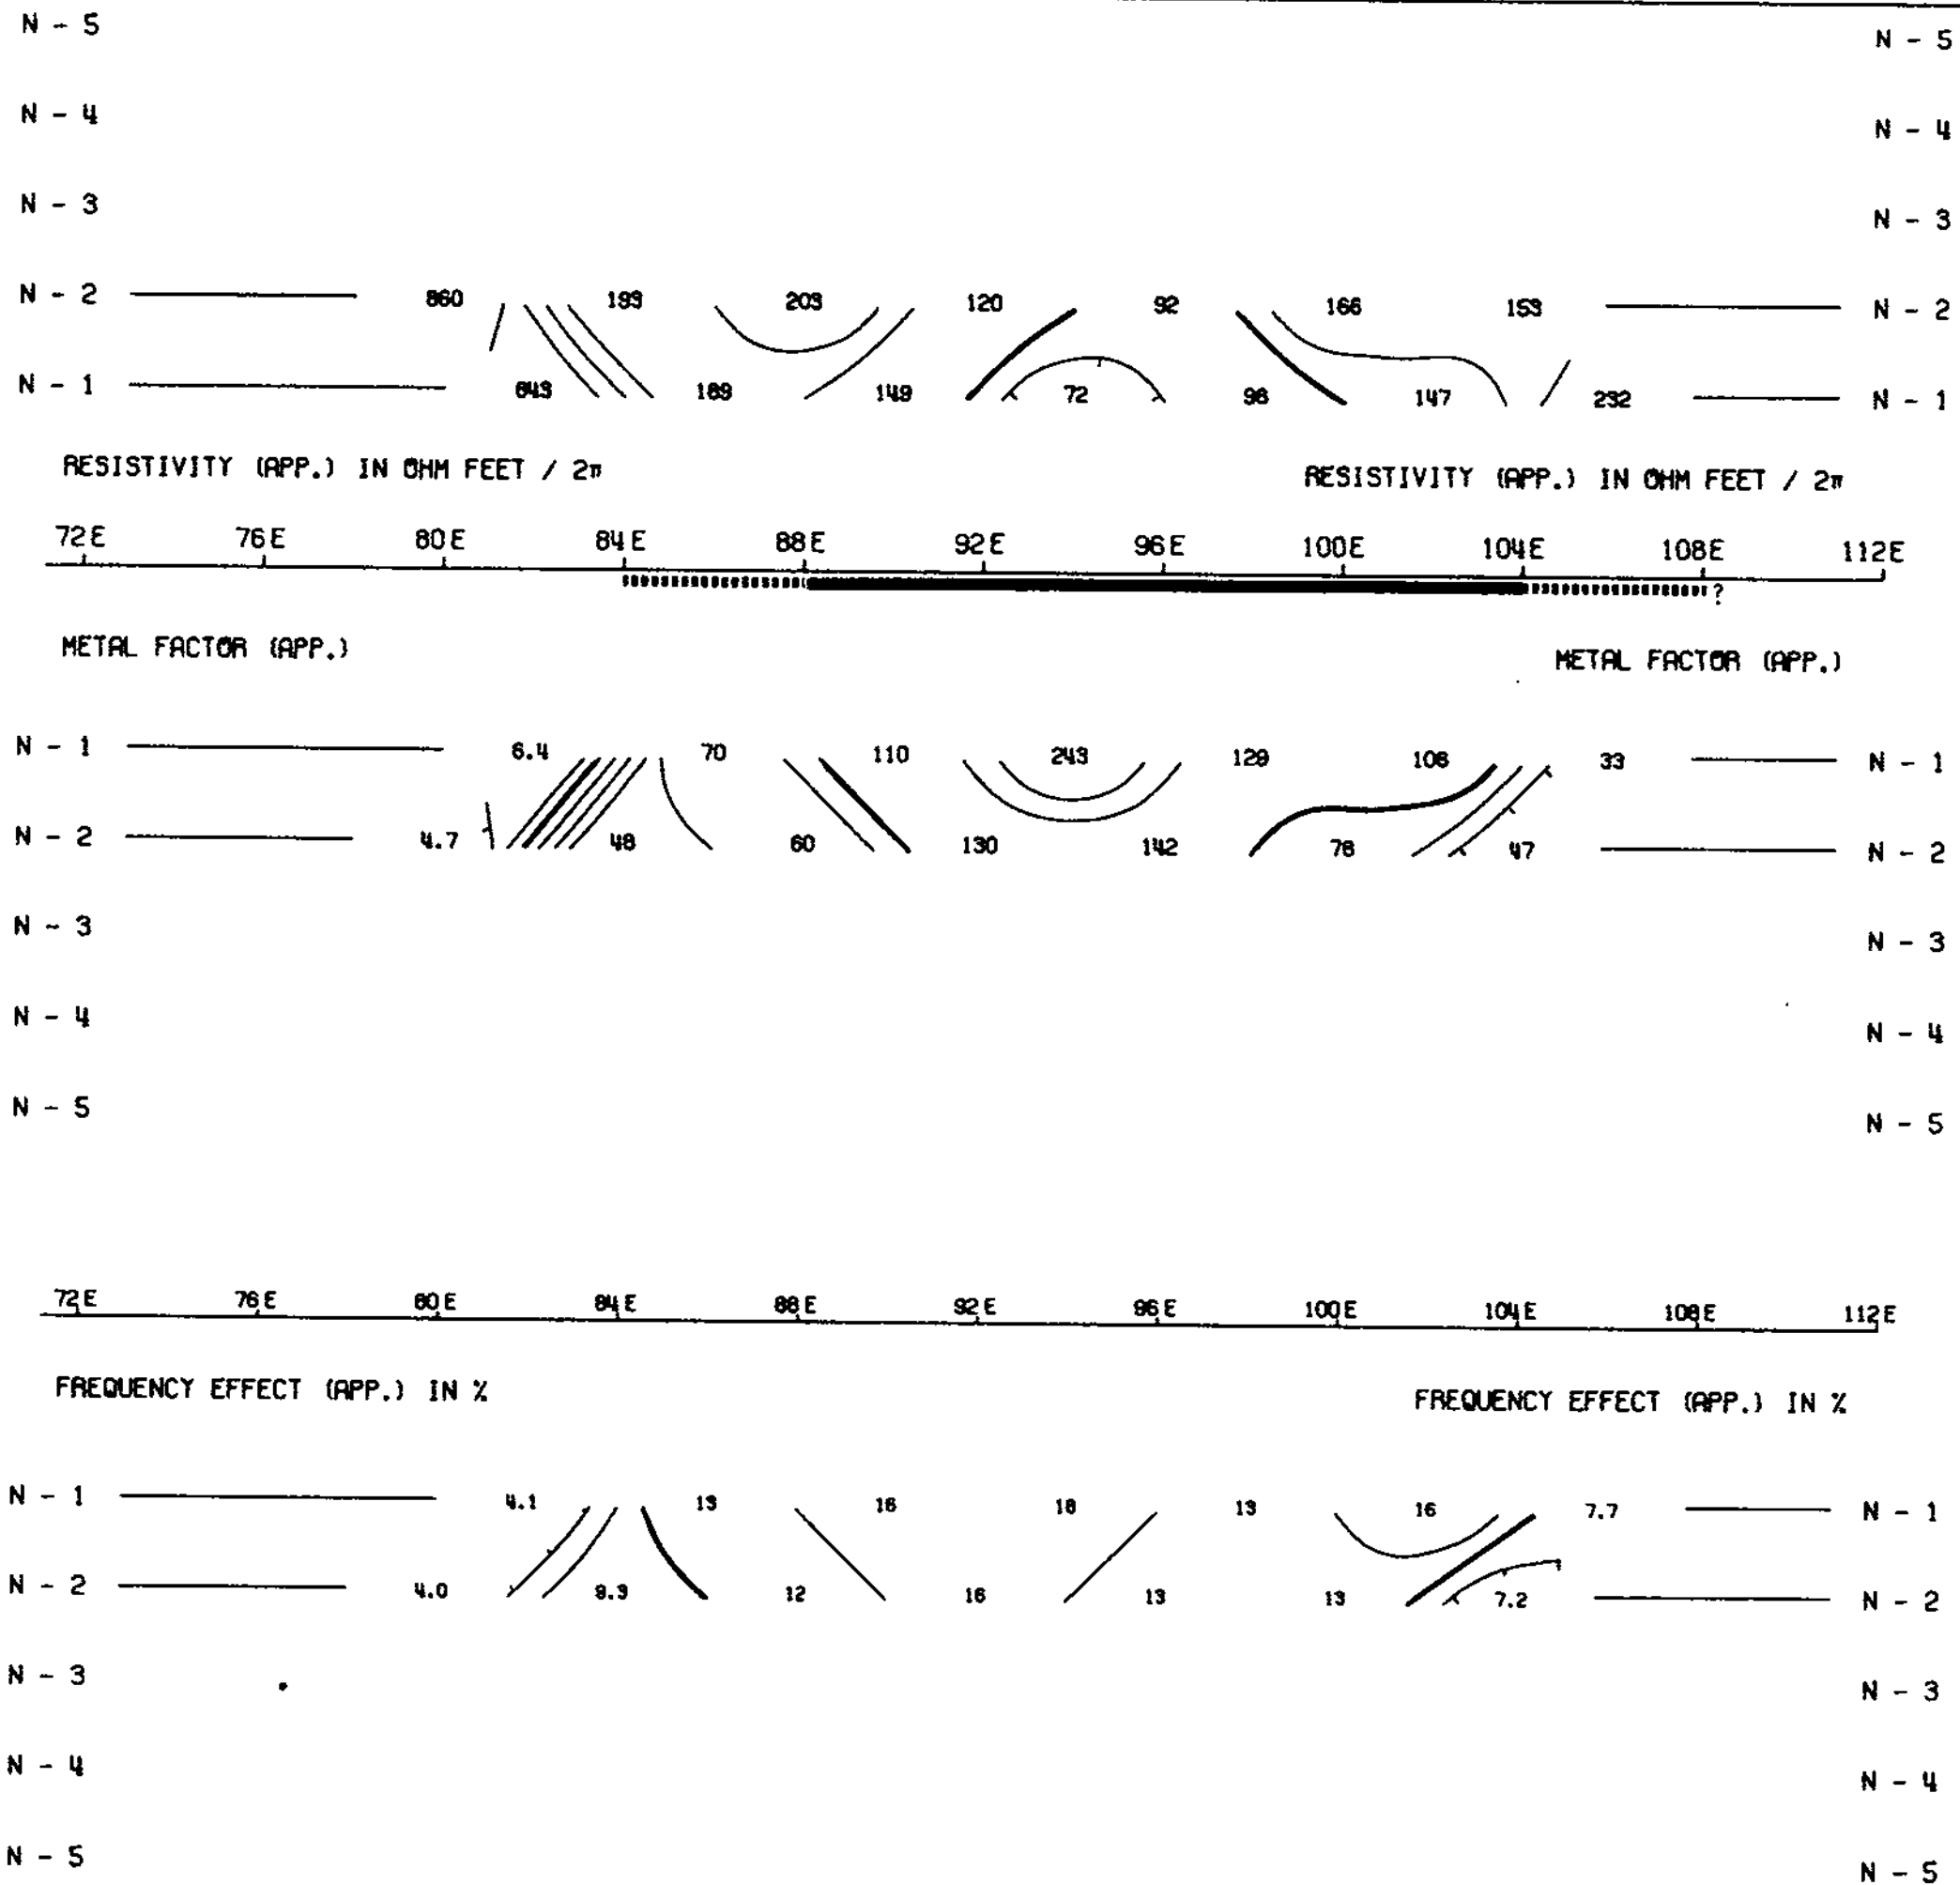 N - 5 N - 5
N - 4 N - 4
N - 3 N - 3
N - 2 860 199 203 120 92 166 153 N - 2
N - 1 643 169 149 72 98 147 232 N - 1
RESISTIVITY (APP.) IN OHM FEET / 2π RESISTIVITY (APP.) IN OHM FEET / 2π
72E 76E 80E 84E 88E 92E 96E 100E 104E 108E 112E
?
METAL FACTOR (APP.) METAL FACTOR (APP.)
N - 1 6.4 70 110 243 129 108 33 N - 1
N - 2 4.7 48 60 130 142 78 47 N - 2
N - 3 N - 3
N - 4 N - 4
N - 5 N - 5
72E 76E 80E 84E 88E 92E 96E 100E 104E 108E 112E
FREQUENCY EFFECT (APP.) IN % FREQUENCY EFFECT (APP.) IN %
N - 1 4.1 13 16 18 13 16 7.7 N - 1
N - 2 4.0 9.3 12 16 13 13 7.2 N - 2
N - 3 N - 3
N - 4 N - 4
N - 5 N - 5